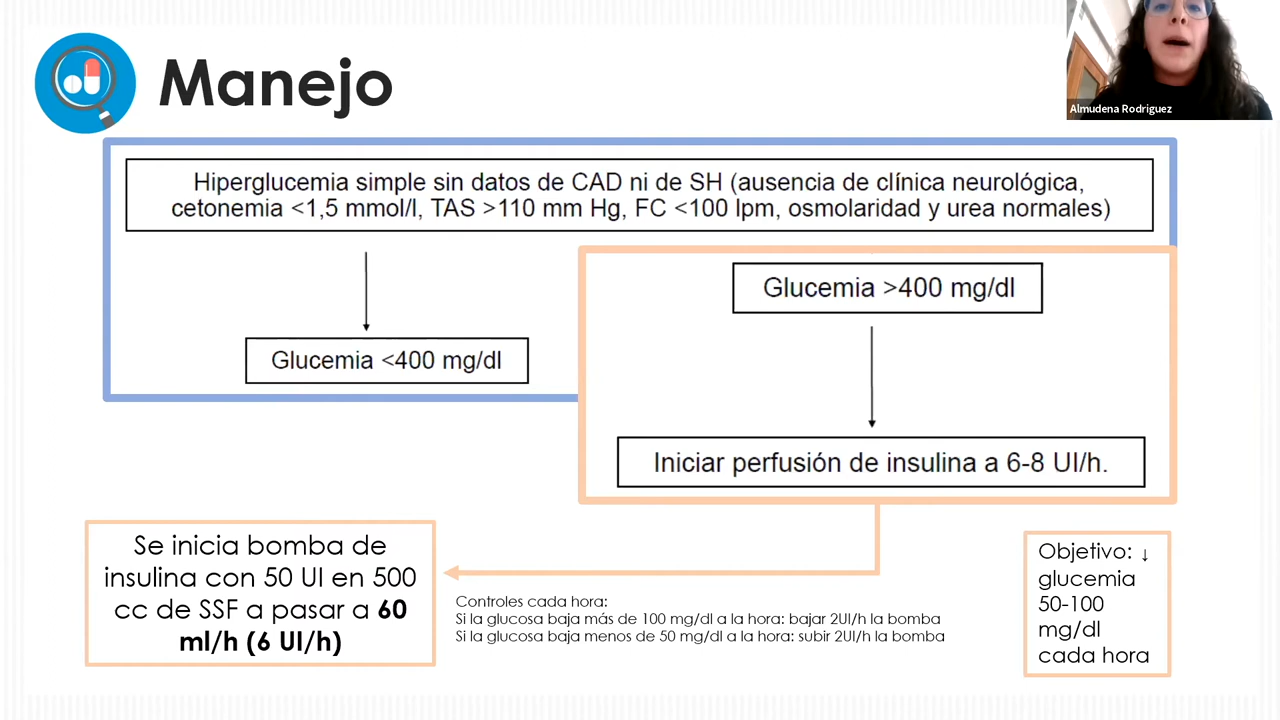 Manejo
Almudena Rodriguez
Hiperglucemia simple sin datos de CAD ni de SH (ausencia de clínica neurológica,
cetonemia <1,5 mmol/l, TAS >110 mm Hg, FC <100 lpm, osmolaridad y urea normales)
Glucemia >400 mg/dl
Glucemia <400 mg/dl
Iniciar perfusión de insulina a 6-8 UI/h.
Se inicia bomba de
insulina con 50 UI en 500
cc de SSF a pasar a 60
ml/h (6 UI/h)
Controles cada hora:
Si la glucosa baja más de 100 mg/dl a la hora: bajar 2UI/h la bomba
Si la glucosa baja menos de 50 mg/dl a la hora: subir 2UI/h la bomba
Objetivo: ↓
glucemia
50-100
mg/dl
cada hora